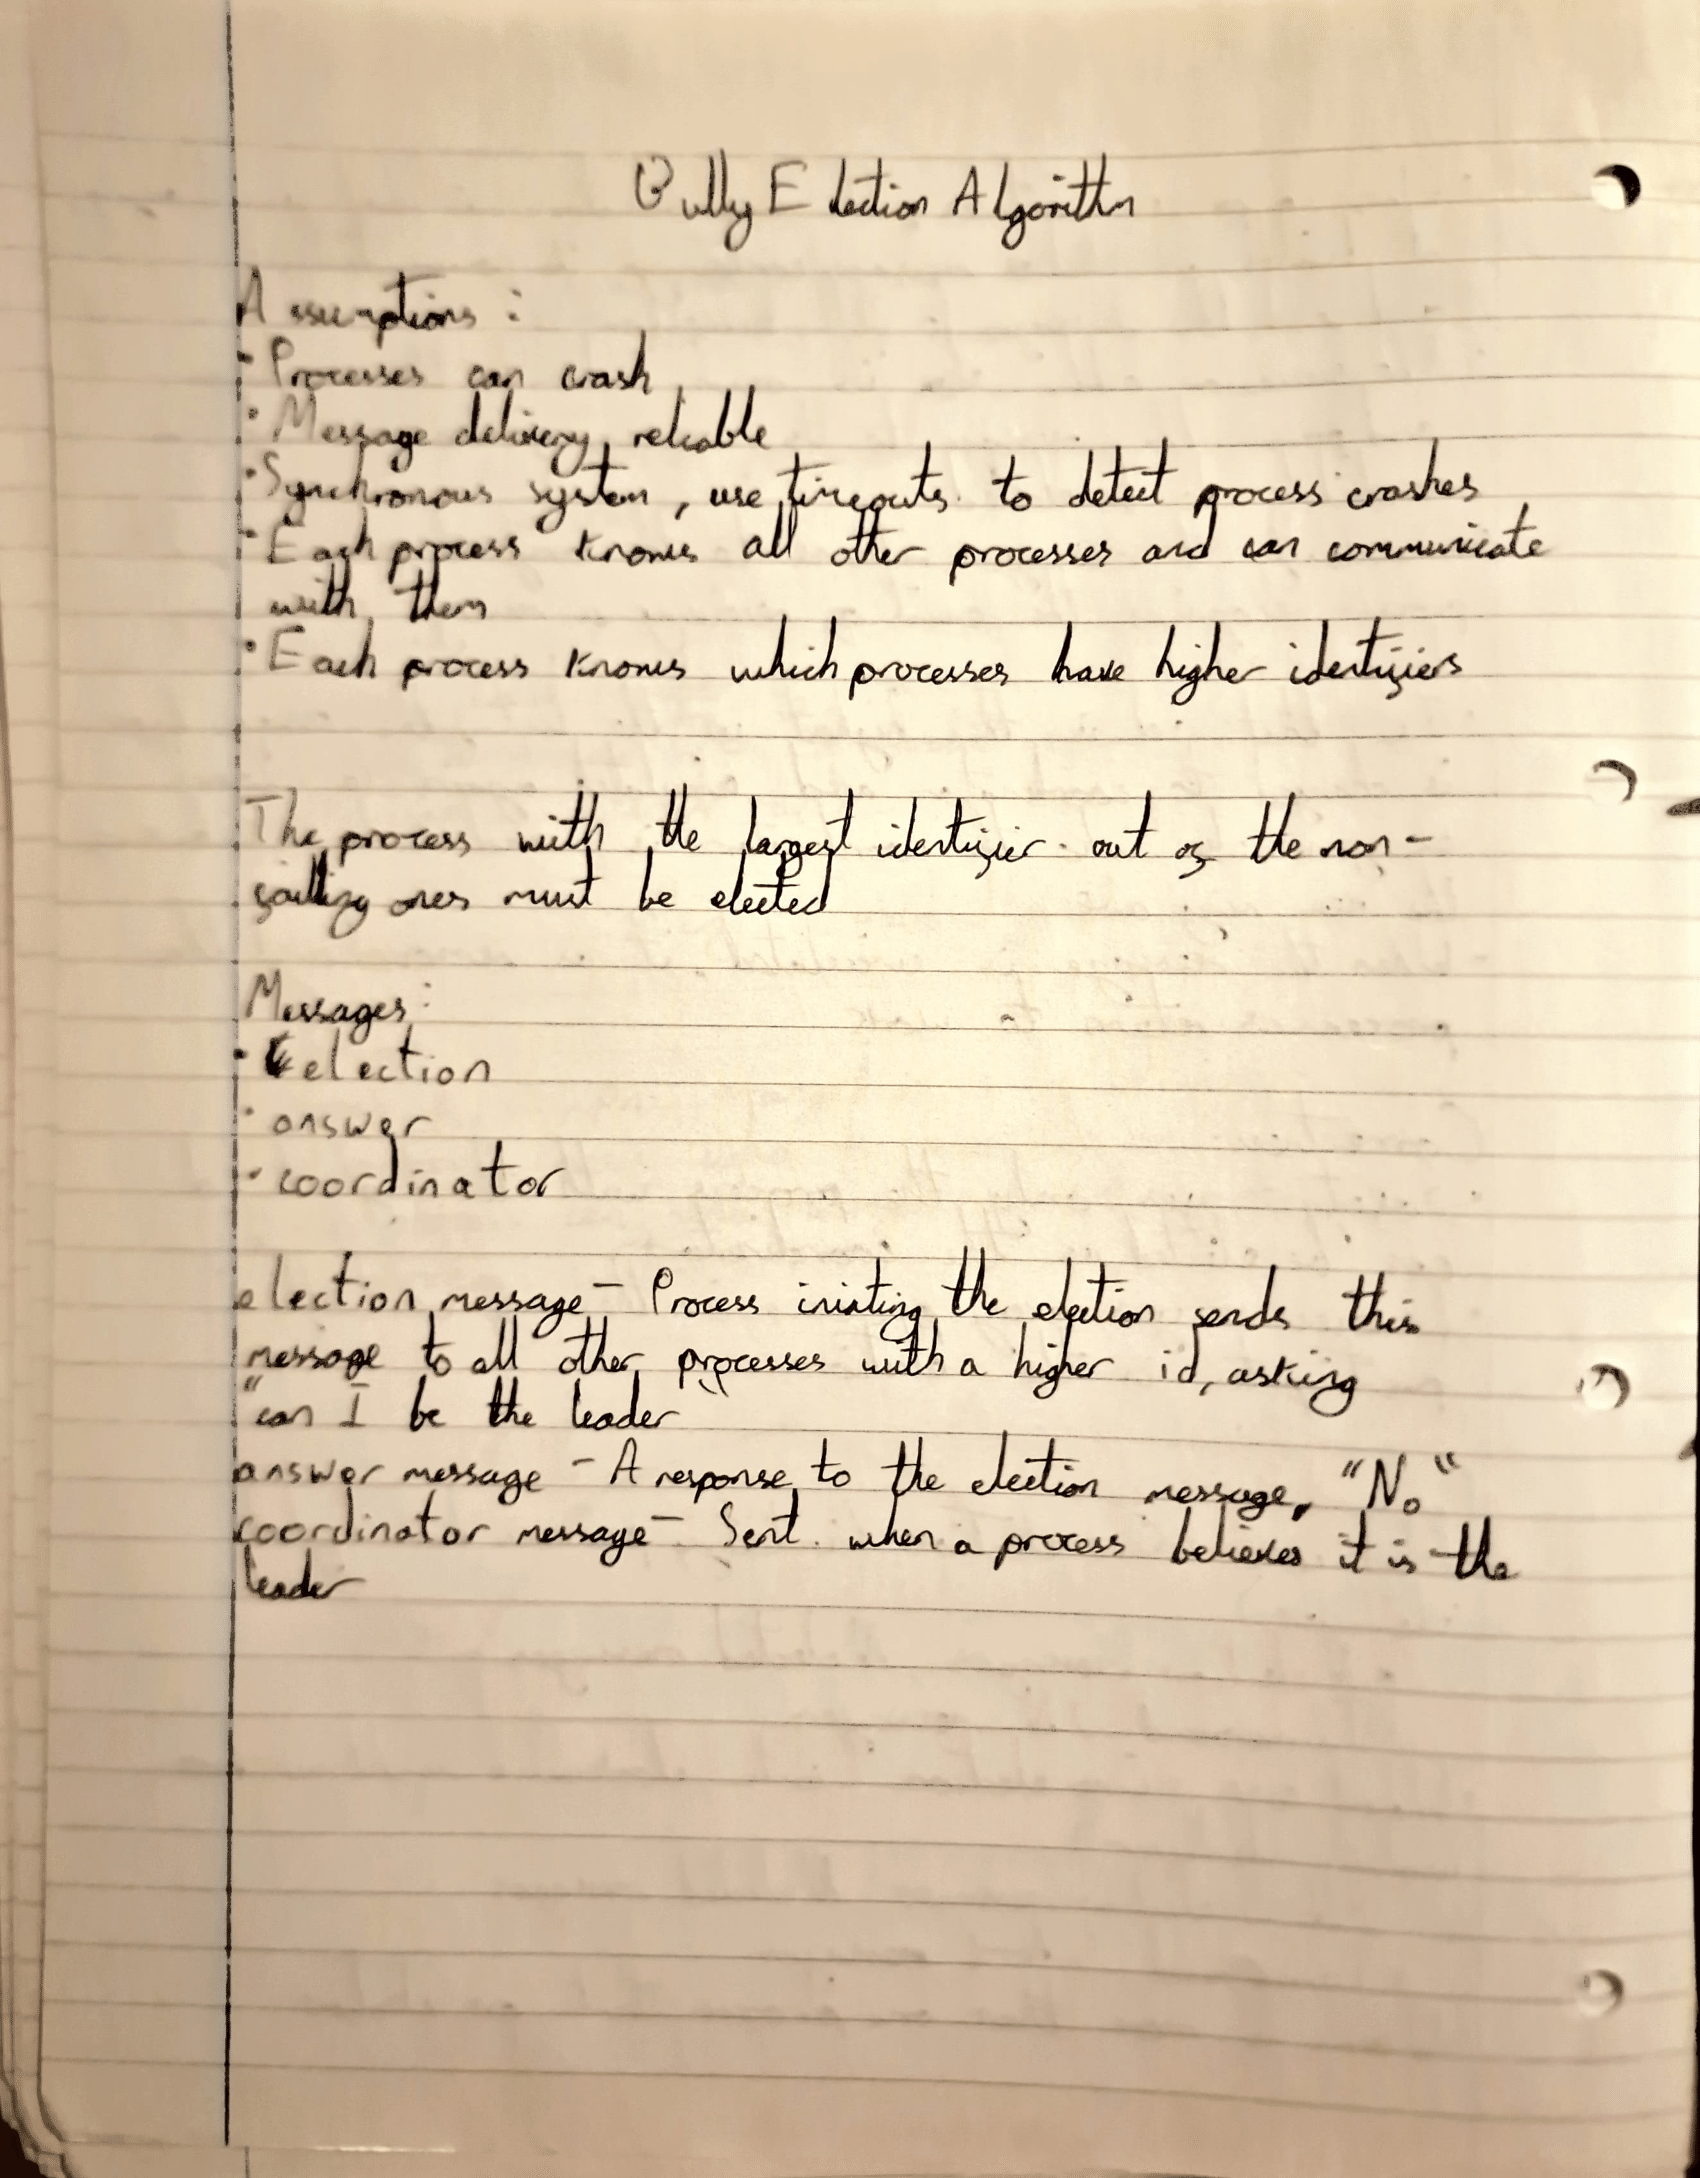 Bully Election Algorithm
Assumptions:
· Processes can crash
· Message delivery reliable
· Synchronous system, use timeouts to detect process crashes
· Each process knows all other processes and can communicate
with them
· Each process knows which processes have higher identifiers
The process with the largest identifier out of the non-
failing ones must be elected
Messages:
· election
· answer
· coordinator
election message - Process iniating the election sends this
message to all other processes with a higher id, asking
"can I be the leader"
answer message - A response to the election message, "No"
coordinator message - Sent when a process believes it is the
leader